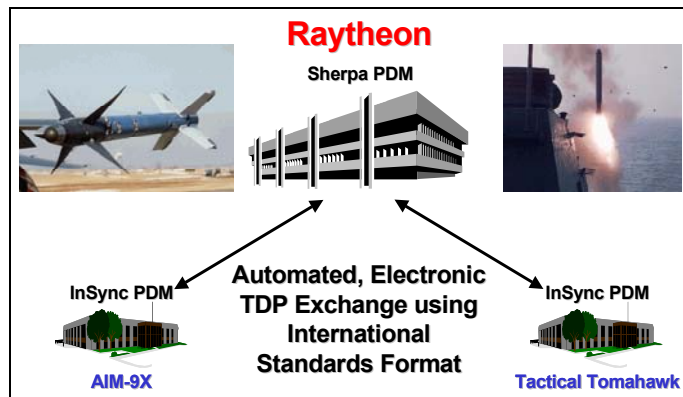 Raytheon
Sherpa PDM
InSync PDM
Automated, Electronic
TDP Exchange using
International
Standards Format
InSync PDM
AIM-9X
Tactical Tomahawk